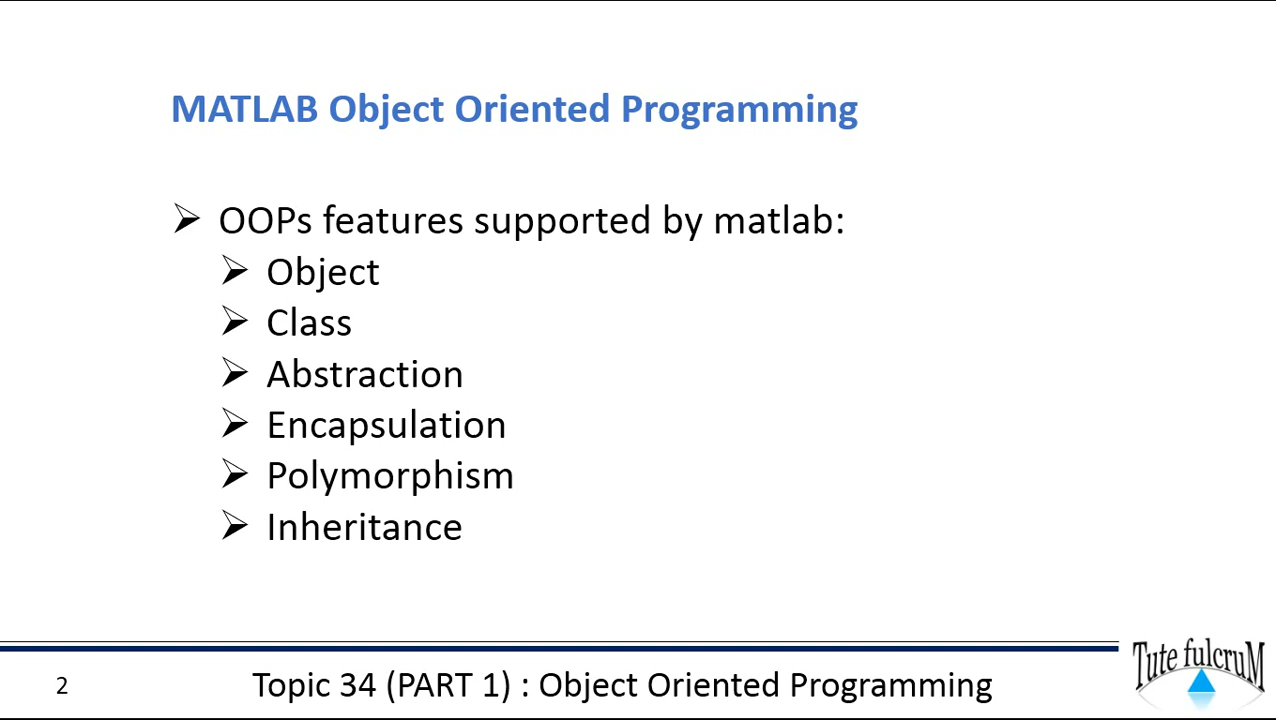 MATLAB Object Oriented Programming
➢ OOPs features supported by matlab:
➢ Object
➢ Class
➢ Abstraction
➢ Encapsulation
➢ Polymorphism
➢ Inheritance
2
Topic 34 (PART 1) : Object Oriented Programming
Tute fulcruM